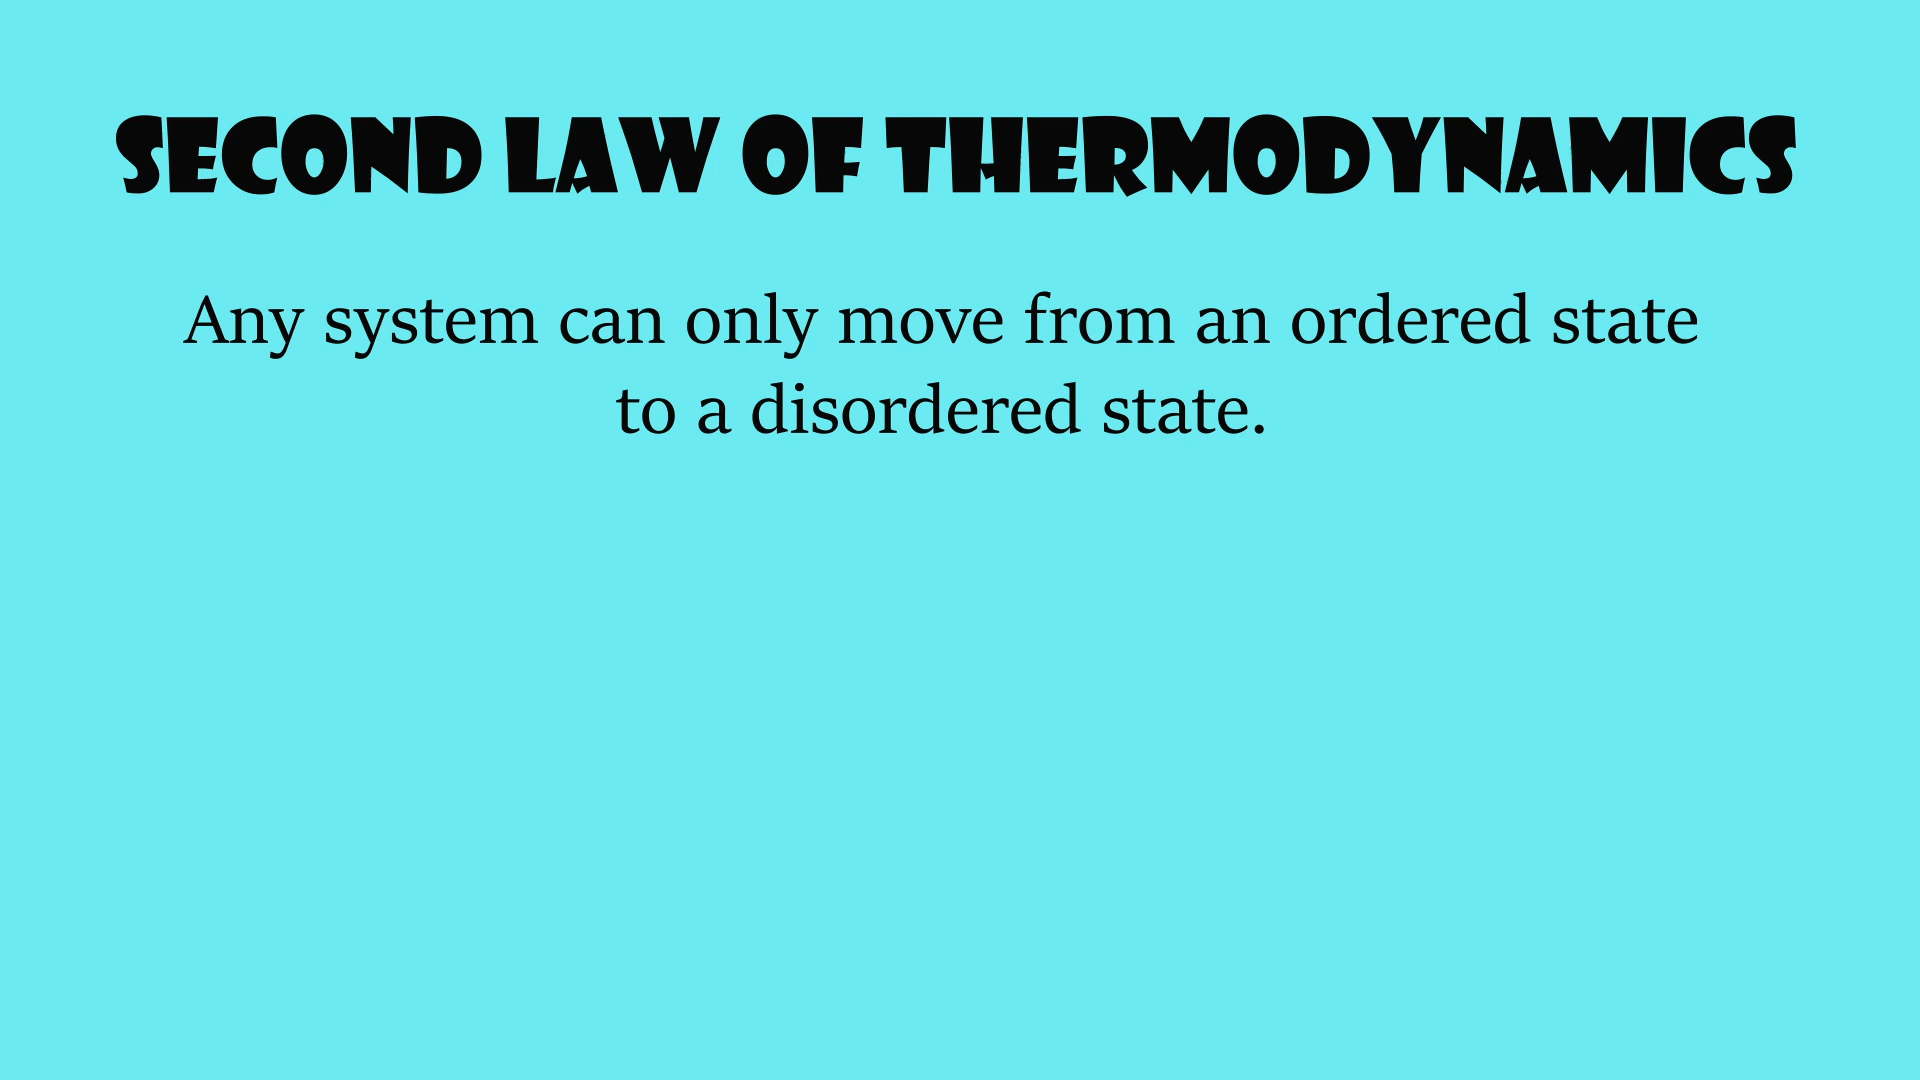 SECOND LAW OF THERMODYNAMICS
Any system can only move from an ordered state
to a disordered state.